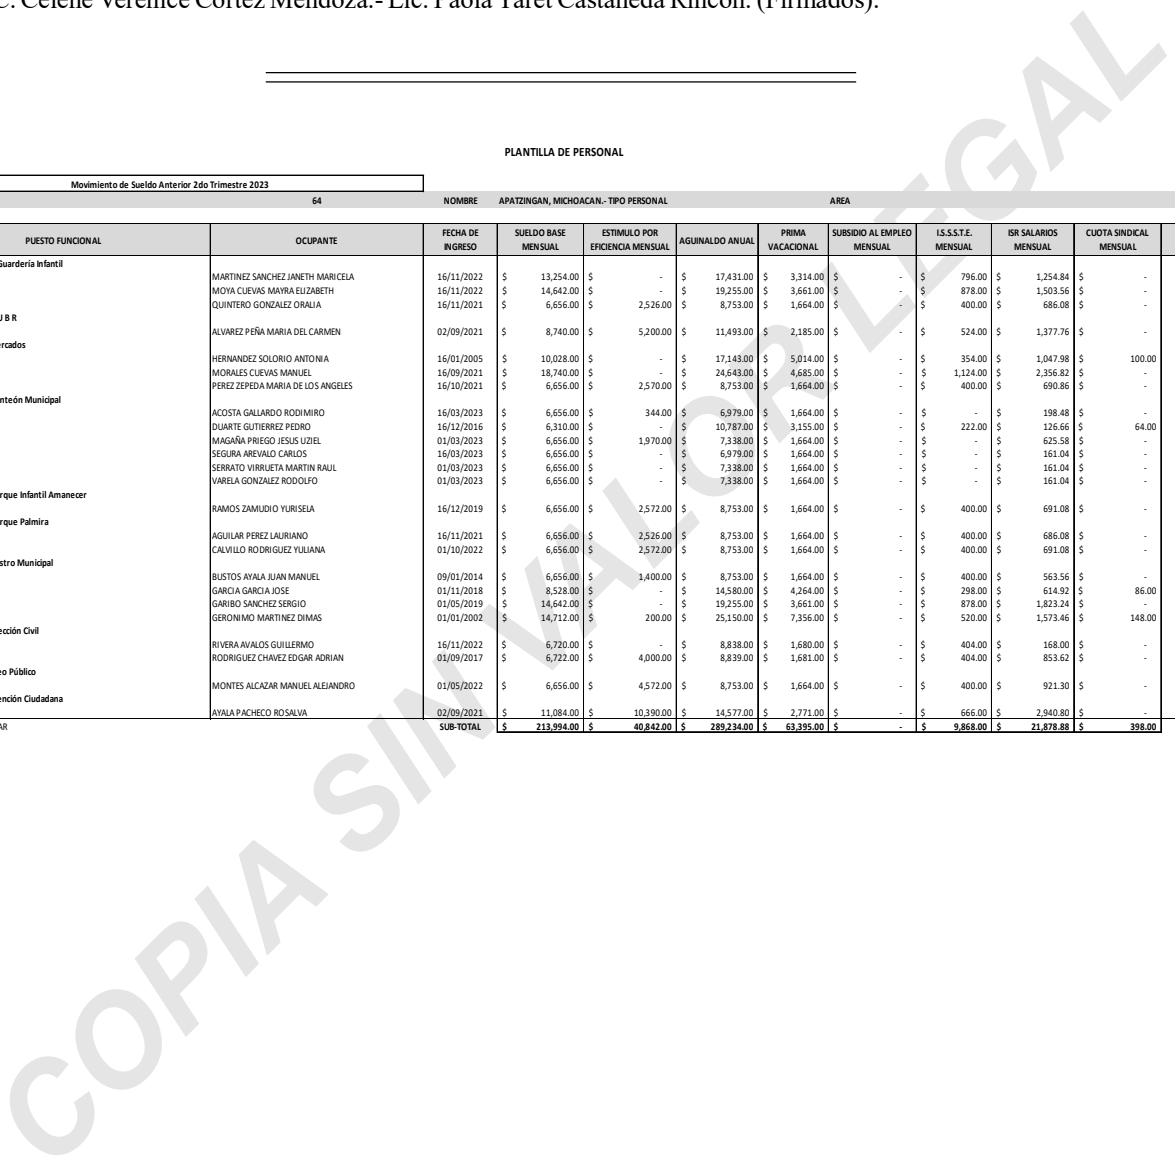 C. Celene Verenice Cortez Mendoza.- Lic. Paola Yaret Castañeda Rincón. (Firmados).
PLANTILLA DE PERSONAL
Movimiento de Sueldo Anterior 2do Trimestre 2023
64 NOMBRE APATZINGAN, MICHOACAN.- TIPO PERSONAL AREA
PUESTO FUNCIONAL OCUPANTE FECHA DE INGRESO SUELDO BASE MENSUAL ESTIMULO POR EFICIENCIA MENSUAL AGUINALDO ANUAL PRIMA VACACIONAL SUBSIDIO AL EMPLEO MENSUAL I.S.S.S.T.E. MENSUAL ISR SALARIOS MENSUAL CUOTA SINDICAL MENSUAL
Guardería Infantil
MARTINEZ SANCHEZ JANETH MARICELA 16/11/2022 $ 13,254.00 $ - $ 17,431.00 $ 3,314.00 $ - $ 796.00 $ 1,254.84 $ -
MOYA CUEVAS MAYRA ELIZABETH 16/11/2022 $ 14,642.00 $ - $ 19,255.00 $ 3,661.00 $ - $ 878.00 $ 1,503.56 $ -
QUINTERO GONZALEZ ORALIA 16/11/2021 $ 6,656.00 $ 2,526.00 $ 8,753.00 $ 1,664.00 $ - $ 400.00 $ 686.08 $ -
U B R
ALVAREZ PEÑA MARIA DEL CARMEN 02/09/2021 $ 8,740.00 $ 5,200.00 $ 11,493.00 $ 2,185.00 $ - $ 524.00 $ 1,377.76 $ -
ercados
HERNANDEZ SOLORIO ANTONIA 16/01/2005 $ 10,028.00 $ - $ 17,143.00 $ 5,014.00 $ - $ 354.00 $ 1,047.98 $ 100.00
MORALES CUEVAS MANUEL 16/09/2021 $ 18,740.00 $ - $ 24,643.00 $ 4,685.00 $ - $ 1,124.00 $ 2,356.82 $ -
PEREZ ZEPEDA MARIA DE LOS ANGELES 16/10/2021 $ 6,656.00 $ 2,570.00 $ 8,753.00 $ 1,664.00 $ - $ 400.00 $ 690.86 $ -
nteón Municipal
ACOSTA GALLARDO RODIMIRO 16/03/2023 $ 6,656.00 $ 344.00 $ 6,979.00 $ 1,664.00 $ - $ - $ 198.48 $ -
DUARTE GUTIERREZ PEDRO 16/12/2016 $ 6,310.00 $ - $ 10,787.00 $ 3,155.00 $ - $ 222.00 $ 126.66 $ 64.00
MAGAÑA PRIEGO JESUS UZIEL 01/03/2023 $ 6,656.00 $ 1,970.00 $ 7,338.00 $ 1,664.00 $ - $ - $ 625.58 $ -
SEGURA AREVALO CARLOS 16/03/2023 $ 6,656.00 $ - $ 6,979.00 $ 1,664.00 $ - $ - $ 161.04 $ -
SERRATO VIRRUETA MARTIN RAUL 01/03/2023 $ 6,656.00 $ - $ 7,338.00 $ 1,664.00 $ - $ - $ 161.04 $ -
VARELA GONZALEZ RODOLFO 01/03/2023 $ 6,656.00 $ - $ 7,338.00 $ 1,664.00 $ - $ - $ 161.04 $ -
rque Infantil Amanecer
RAMOS ZAMUDIO YURISELA 16/12/2019 $ 6,656.00 $ 2,572.00 $ 8,753.00 $ 1,664.00 $ - $ 400.00 $ 691.08 $ -
rque Palmira
AGUILAR PEREZ LAURIANO 16/11/2021 $ 6,656.00 $ 2,526.00 $ 8,753.00 $ 1,664.00 $ - $ 400.00 $ 686.08 $ -
CALVILLO RODRIGUEZ YULIANA 01/10/2022 $ 6,656.00 $ 2,572.00 $ 8,753.00 $ 1,664.00 $ - $ 400.00 $ 691.08 $ -
stro Municipal
BUSTOS AYALA JUAN MANUEL 09/01/2014 $ 6,656.00 $ 1,400.00 $ 8,753.00 $ 1,664.00 $ - $ 400.00 $ 563.56 $ -
GARCIA GARCIA JOSE 01/11/2018 $ 8,528.00 $ - $ 14,580.00 $ 4,264.00 $ - $ 298.00 $ 614.92 $ 86.00
GARIBO SANCHEZ SERGIO 01/05/2019 $ 14,642.00 $ - $ 19,255.00 $ 3,661.00 $ - $ 878.00 $ 1,823.24 $ -
GERONIMO MARTINEZ DIMAS 01/01/2002 $ 14,712.00 $ 200.00 $ 25,150.00 $ 7,356.00 $ - $ 520.00 $ 1,573.46 $ 148.00
ección Civil
RIVERA AVALOS GUILLERMO 16/11/2022 $ 6,720.00 $ - $ 8,838.00 $ 1,680.00 $ - $ 404.00 $ 168.00 $ -
RODRIGUEZ CHAVEZ EDGAR ADRIAN 01/09/2017 $ 6,722.00 $ 4,000.00 $ 8,839.00 $ 1,681.00 $ - $ 404.00 $ 853.62 $ -
eo Público
MONTES ALCAZAR MANUEL ALEJANDRO 01/05/2022 $ 6,656.00 $ 4,572.00 $ 8,753.00 $ 1,664.00 $ - $ 400.00 $ 921.30 $ -
ención Ciudadana
AYALA PACHECO ROSALVA 02/09/2021 $ 11,084.00 $ 10,390.00 $ 14,577.00 $ 2,771.00 $ - $ 666.00 $ 2,940.80 $ -
AR SUB-TOTAL $ 213,994.00 $ 40,842.00 $ 289,234.00 $ 63,395.00 $ - $ 9,868.00 $ 21,878.88 $ 398.00
COPIA SIN VALOR LEGAL